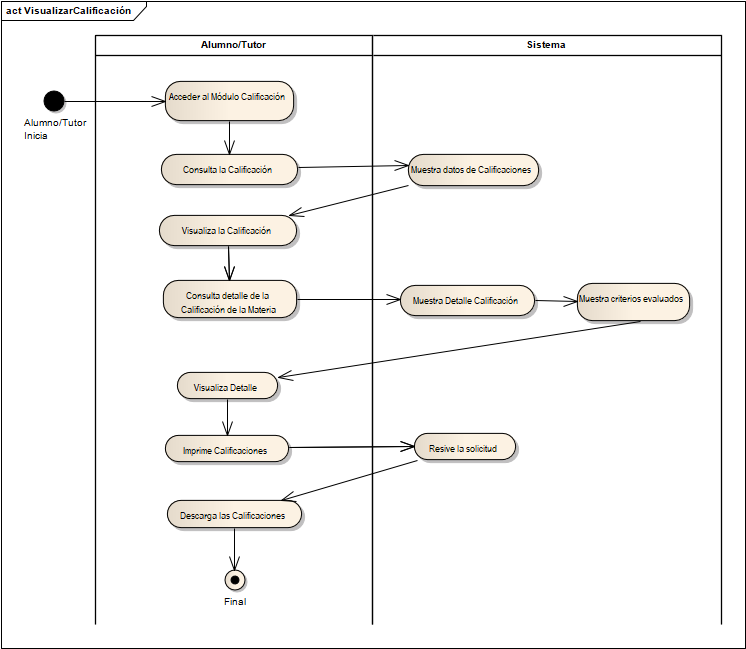 act VisualizarCalificación
Alumno/Tutor
Sistema
Acceder al Módulo Calificación
Alumno/Tutor
Inicia
Consulta la Calificación
Muestra datos de Calificaciones
Visualiza la Calificación
Consulta detalle de la
Calificación de la Materia
Muestra Detalle Calificación
Muestra criterios evaluados
Visualiza Detalle
Imprime Calificaciones
Resive la solicitud
Descarga las Calificaciones
Final